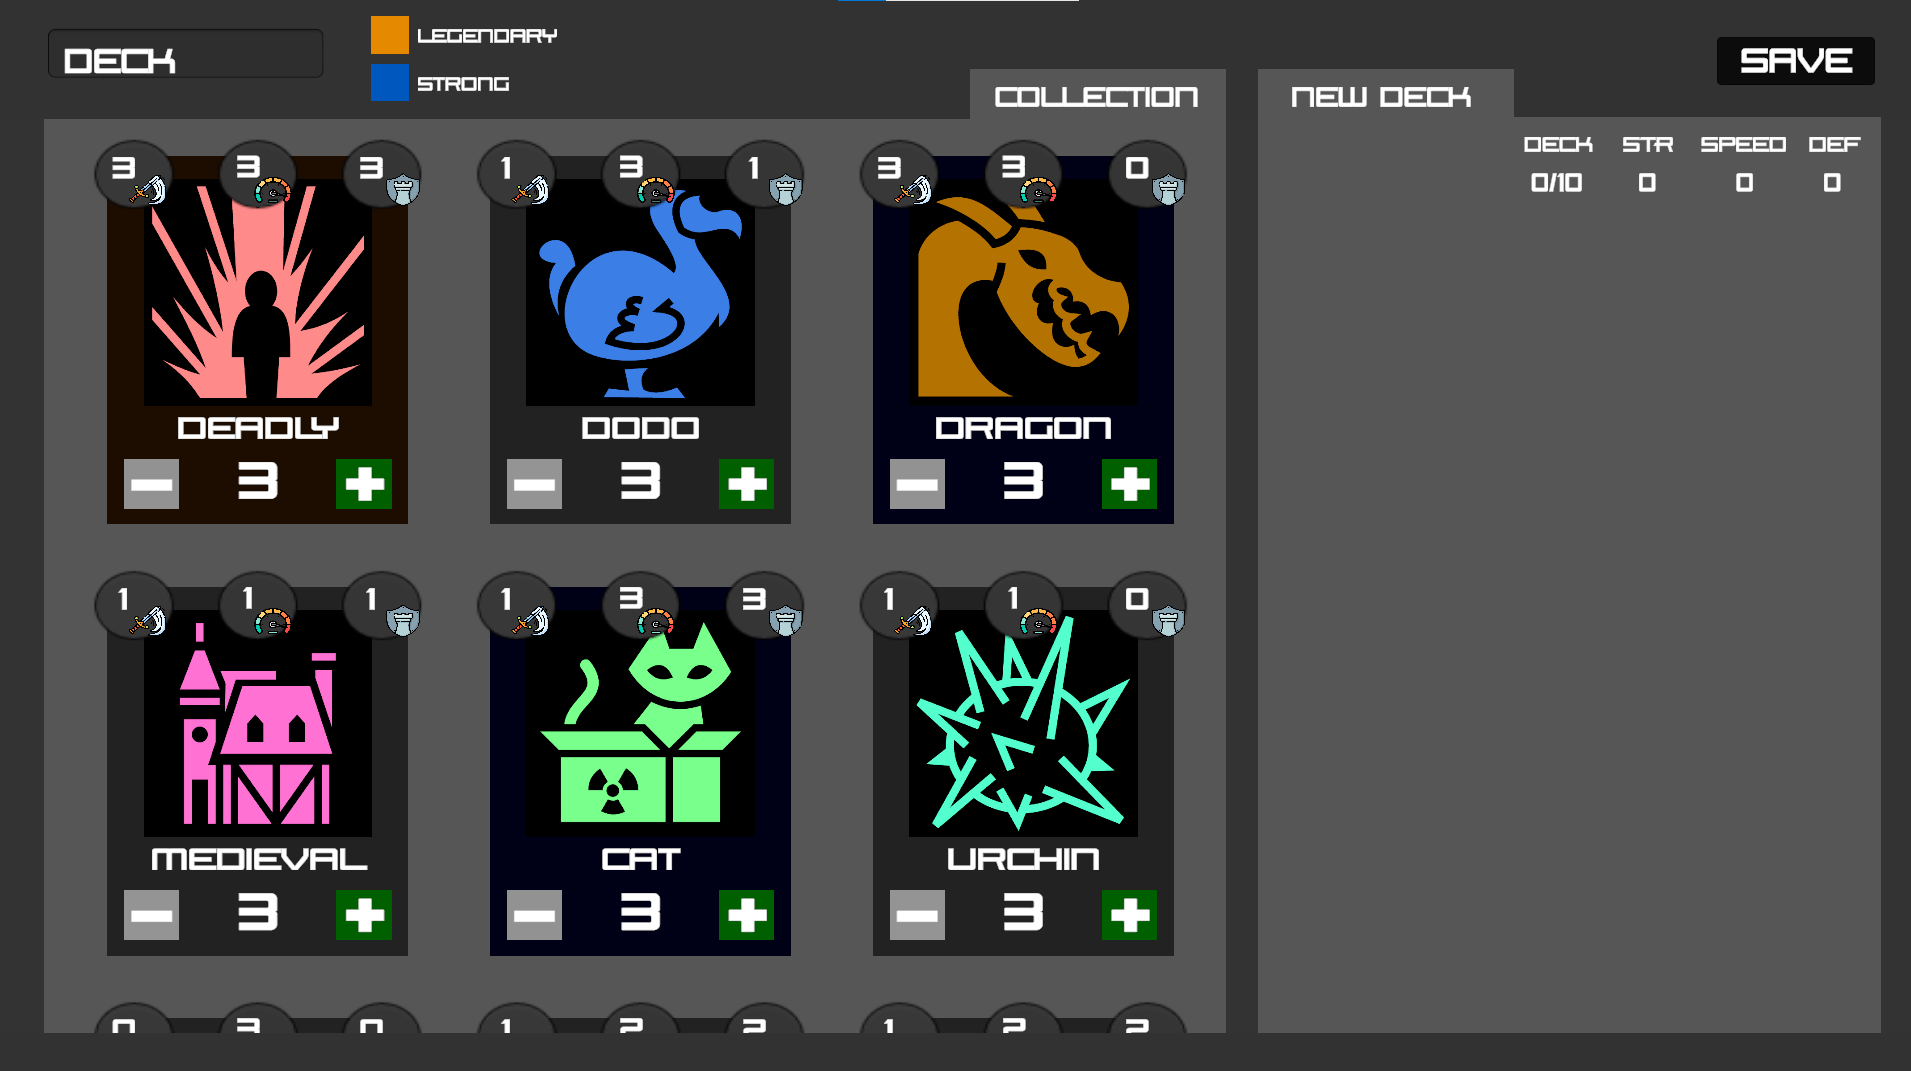 DECK
LEGENDARY
STRONG
COLLECTION
NEW DECK
SAVE
DECK STR SPEED DEF
0/10 0 0 0
3 3 3
DEADLY
3
1 3 1
DODO
3
3 3 0
DRAGON
3
1 1 1
MEDIEVAL
3
1 3 3
CAT
3
1 1 0
URCHIN
3